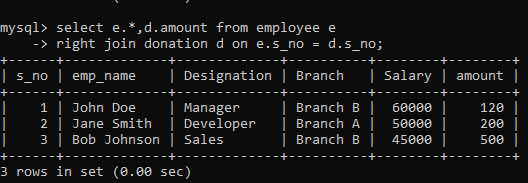 mysql> select e.*,d.amount from employee e
    -> right join donation d on e.s_no = d.s_no;
+------+-------------+-------------+----------+--------+--------+
| s_no | emp_name    | Designation | Branch   | Salary | amount |
+------+-------------+-------------+----------+--------+--------+
|    1 | John Doe    | Manager     | Branch B |  60000 |    120 |
|    2 | Jane Smith  | Developer   | Branch A |  50000 |    200 |
|    3 | Bob Johnson | Sales       | Branch B |  45000 |    500 |
+------+-------------+-------------+----------+--------+--------+
3 rows in set (0.00 sec)